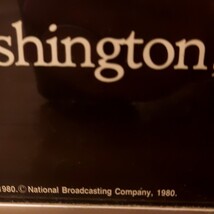 shington,
1980. © National Broadcasting Company, 1980.